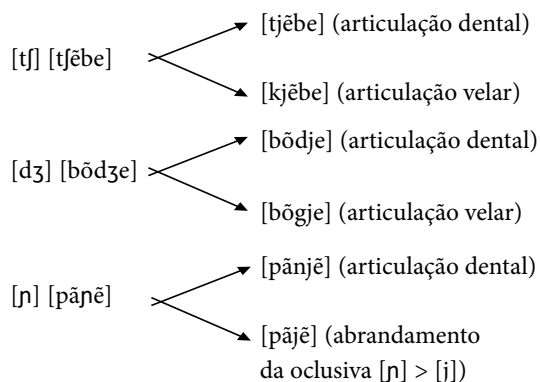 [tjẽbe] (articulação dental)
[tʃ] [tʃẽbe]
[kjẽbe] (articulação velar)
[bõdje] (articulação dental)
[dʒ] [bõdʒe]
[bõgje] (articulação velar)
[pãnjẽ] (articulação dental)
[ɲ] [pãɲẽ]
[pãjẽ] (abrandamento
da oclusiva [ɲ] > [j])